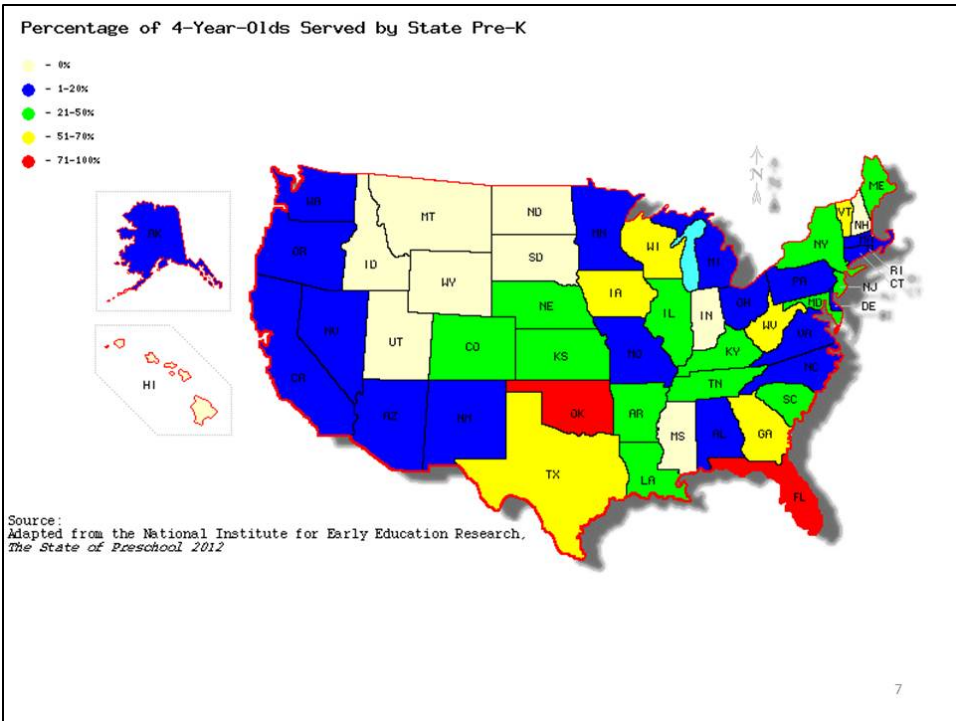 Percentage of 4-Year-Olds Served by State Pre-K
- 0%
- 1-20%
- 21-50%
- 51-70%
- 71-100%
N
N
WA
MT
ND
MN
ME
VT
NH
AK
OR
ID
SD
WI
MI
NY
MA
RI
CT
WY
IA
PA
NJ
NE
IL
IN
OH
MD
DE
NV
UT
CO
KS
MO
WV
VA
KY
HI
CA
NC
TN
AZ
NM
OK
AR
SC
MS
AL
GA
TX
LA
FL
Source:
Adapted from the National Institute for Early Education Research,
The State of Preschool 2012
7